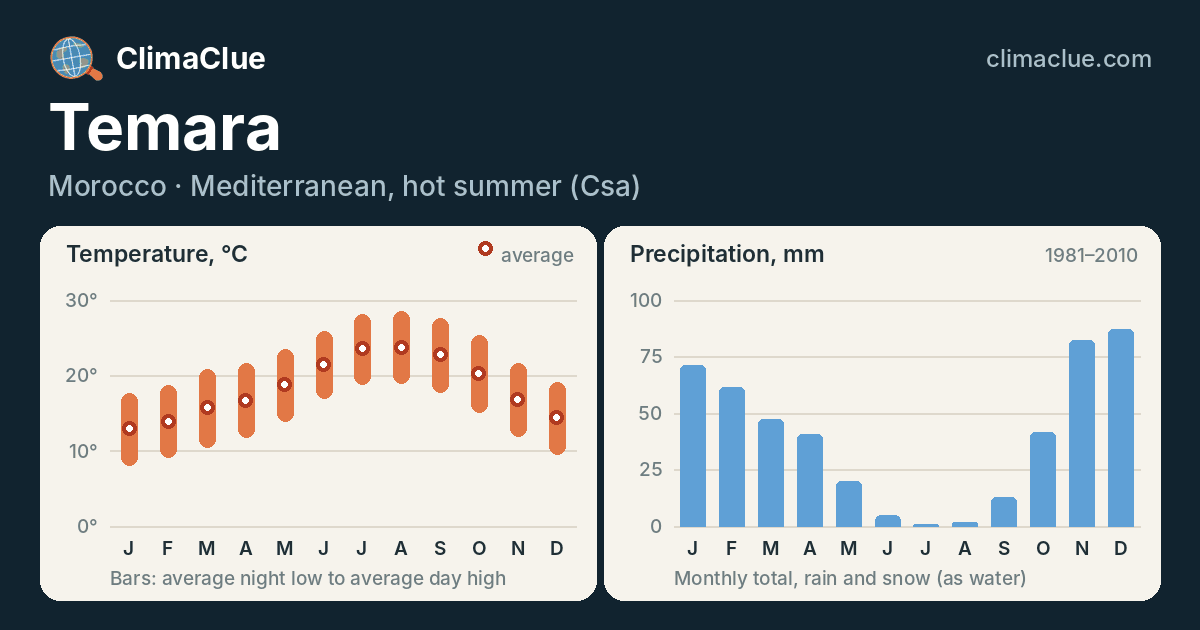 ClimaClue
climaclue.com
Temara
Morocco · Mediterranean, hot summer (Csa)
Temperature, °C
average
30°
20°
10°
0°
J F M A M J J A S O N D
Bars: average night low to average day high
Precipitation, mm
1981–2010
100
75
50
25
0
J F M A M J J A S O N D
Monthly total, rain and snow (as water)